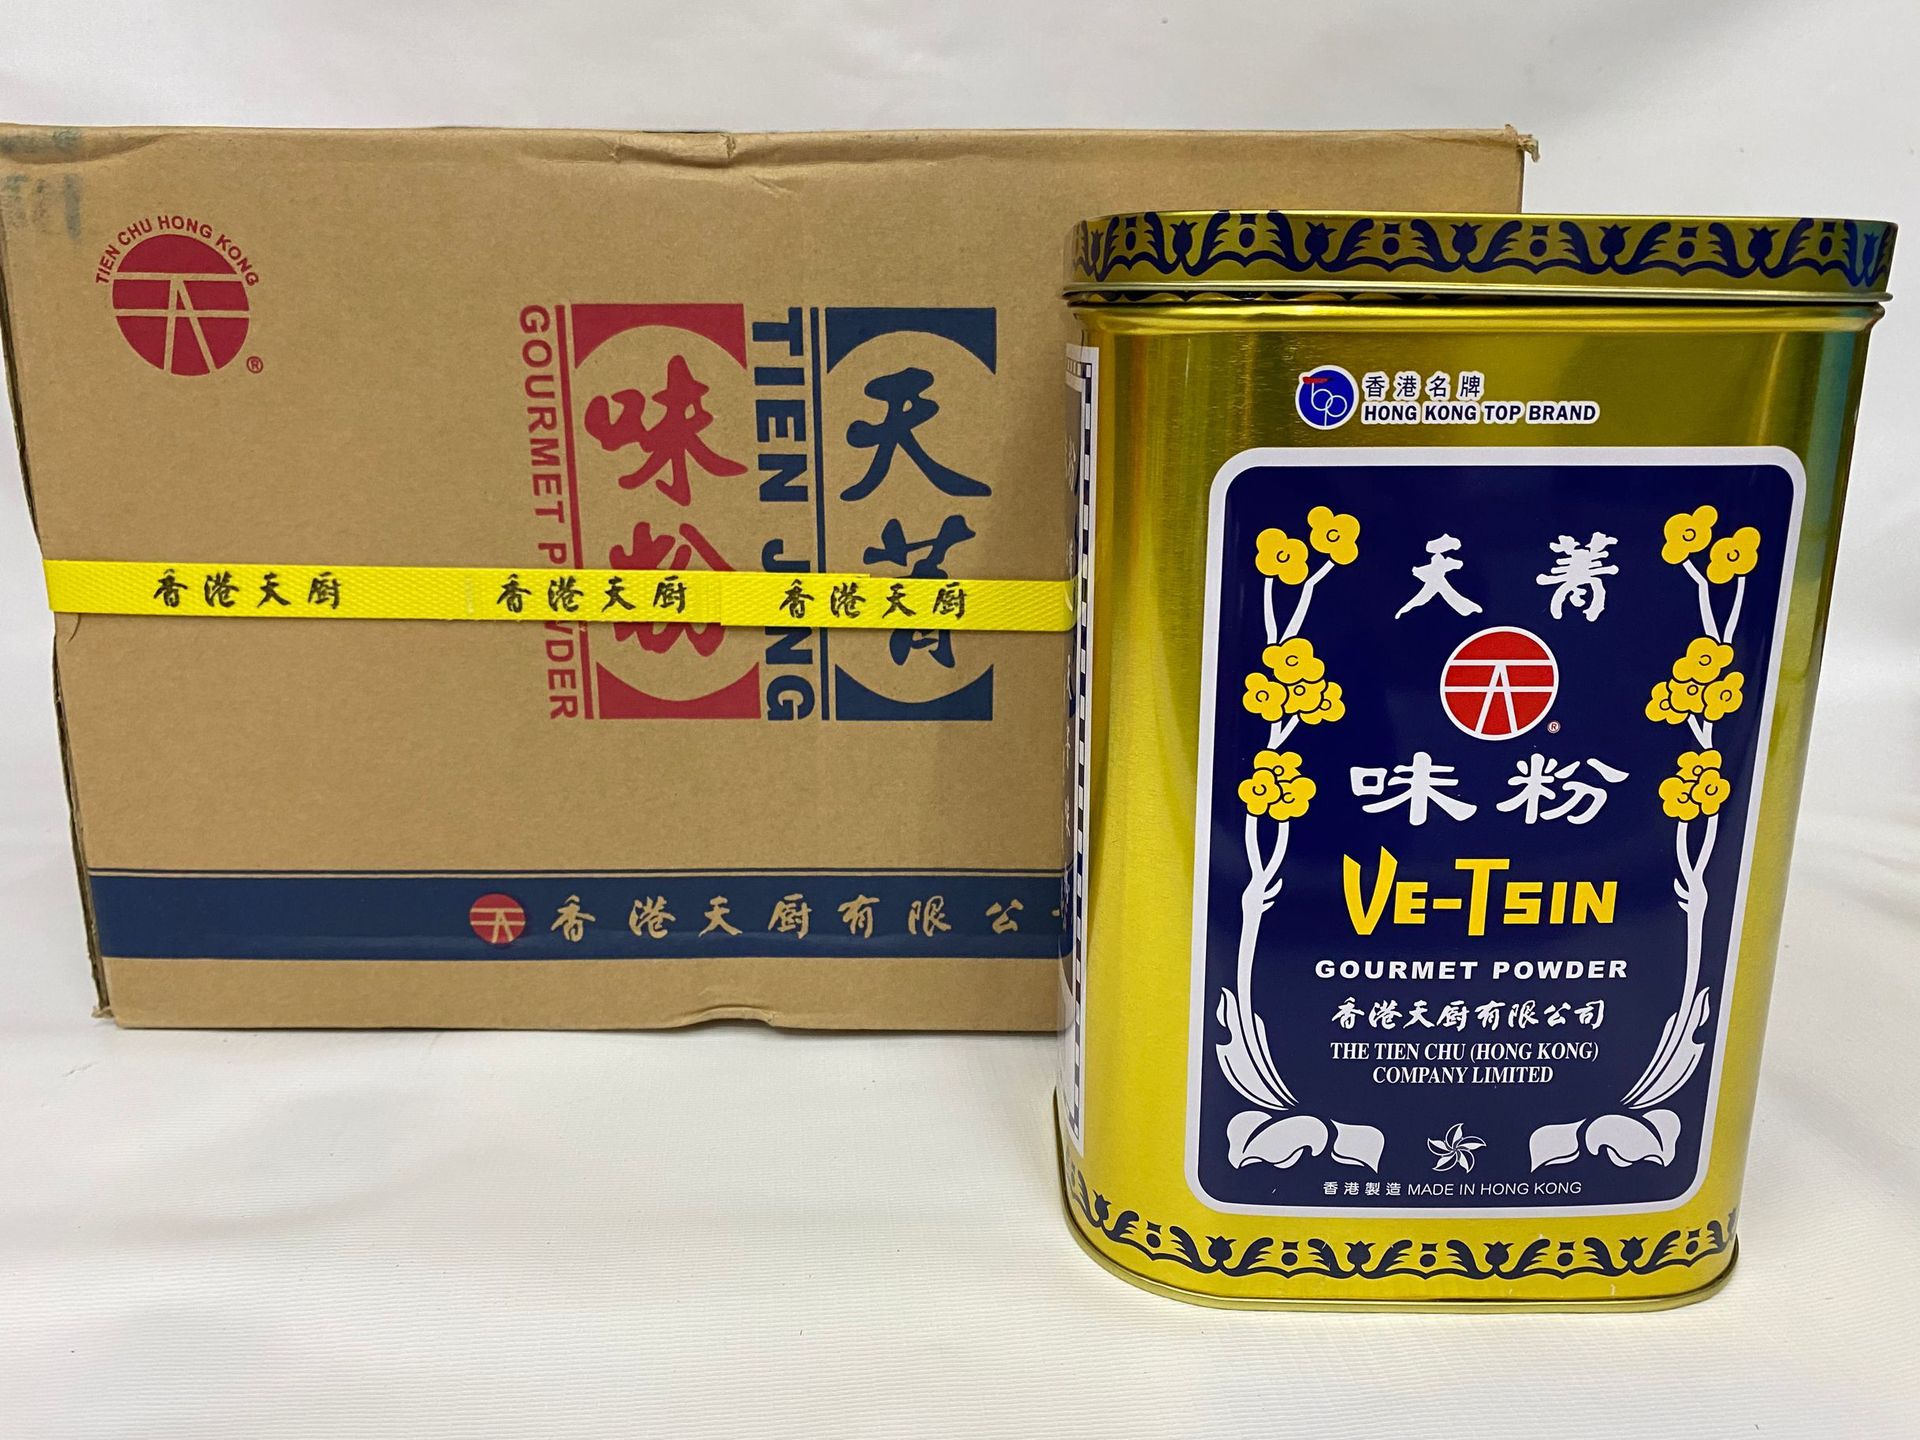 TIEN CHU HONG KONG
®
天菁
TIEN JING
味粉
GOURMET POWDER
香港天厨 香港天厨 香港天厨
香港天厨有限公
香港名牌
HONG KONG TOP BRAND
天菁
®
味粉
VE-TSIN
GOURMET POWDER
香港天厨有限公司
THE TIEN CHU (HONG KONG)
COMPANY LIMITED
香港製造 MADE IN HONG KONG